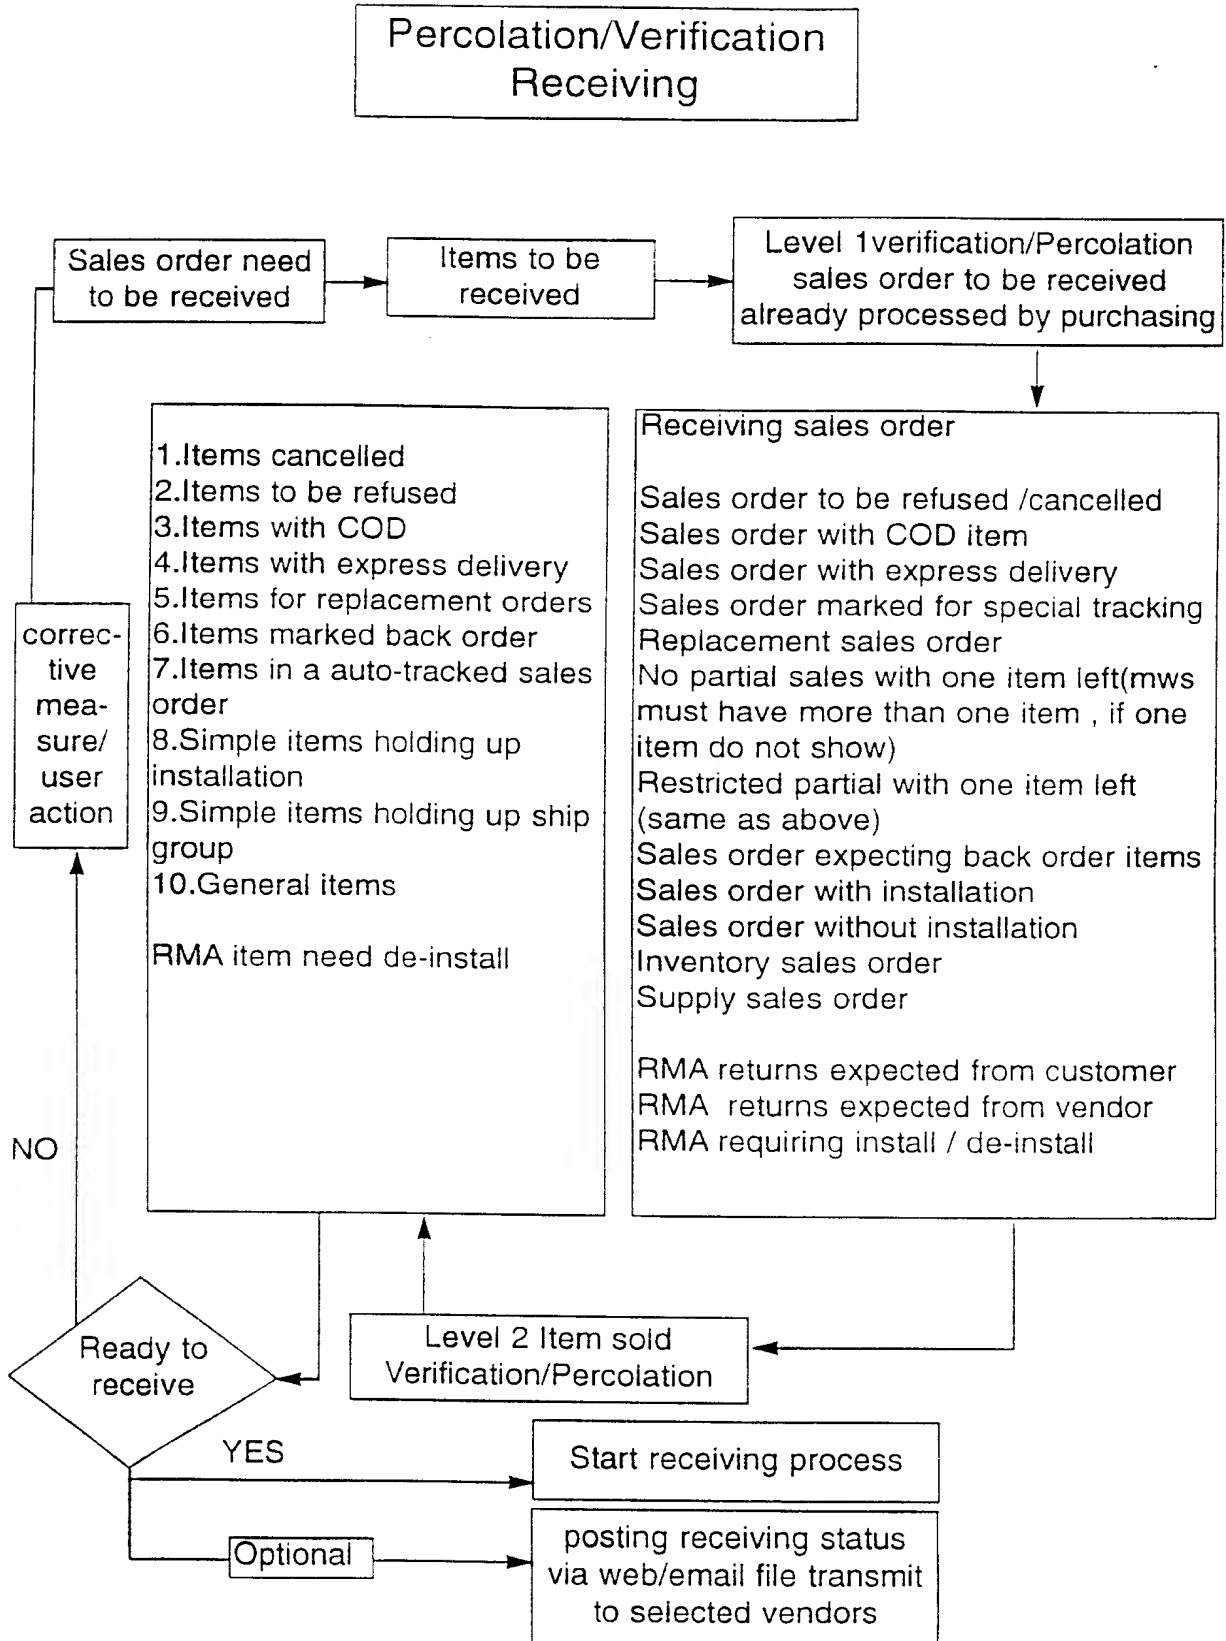 Percolation/Verification
Receiving
Sales order need
to be received
Items to be
received
Level 1verification/Percolation
sales order to be received
already processed by purchasing
Receiving sales order
Sales order to be refused /cancelled
Sales order with COD item
Sales order with express delivery
Sales order marked for special tracking
Replacement sales order
No partial sales with one item left(mws
must have more than one item , if one
item do not show)
Restricted partial with one item left
(same as above)
Sales order expecting back order items
Sales order with installation
Sales order without installation
Inventory sales order
Supply sales order
RMA returns expected from customer
RMA returns expected from vendor
RMA requiring install / de-install
Level 2 Item sold
Verification/Percolation
1.Items cancelled
2.Items to be refused
3.Items with COD
4.Items with express delivery
5.Items for replacement orders
6.Items marked back order
7.Items in a auto-tracked sales
order
8.Simple items holding up
installation
9.Simple items holding up ship
group
10.General items
RMA item need de-install
Ready to
receive
NO
correc-
tive
mea-
sure/
user
action
YES
Start receiving process
Optional
posting receiving status
via web/email file transmit
to selected vendors